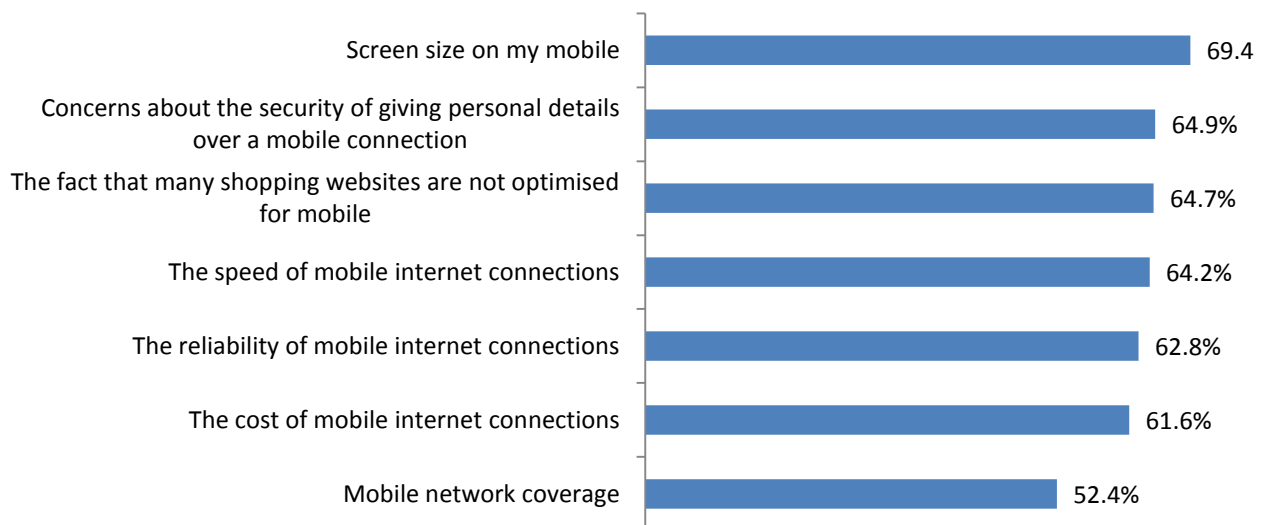 Screen size on my mobile
69.4
Concerns about the security of giving personal details
over a mobile connection
64.9%
The fact that many shopping websites are not optimised
for mobile
64.7%
The speed of mobile internet connections
64.2%
The reliability of mobile internet connections
62.8%
The cost of mobile internet connections
61.6%
Mobile network coverage
52.4%